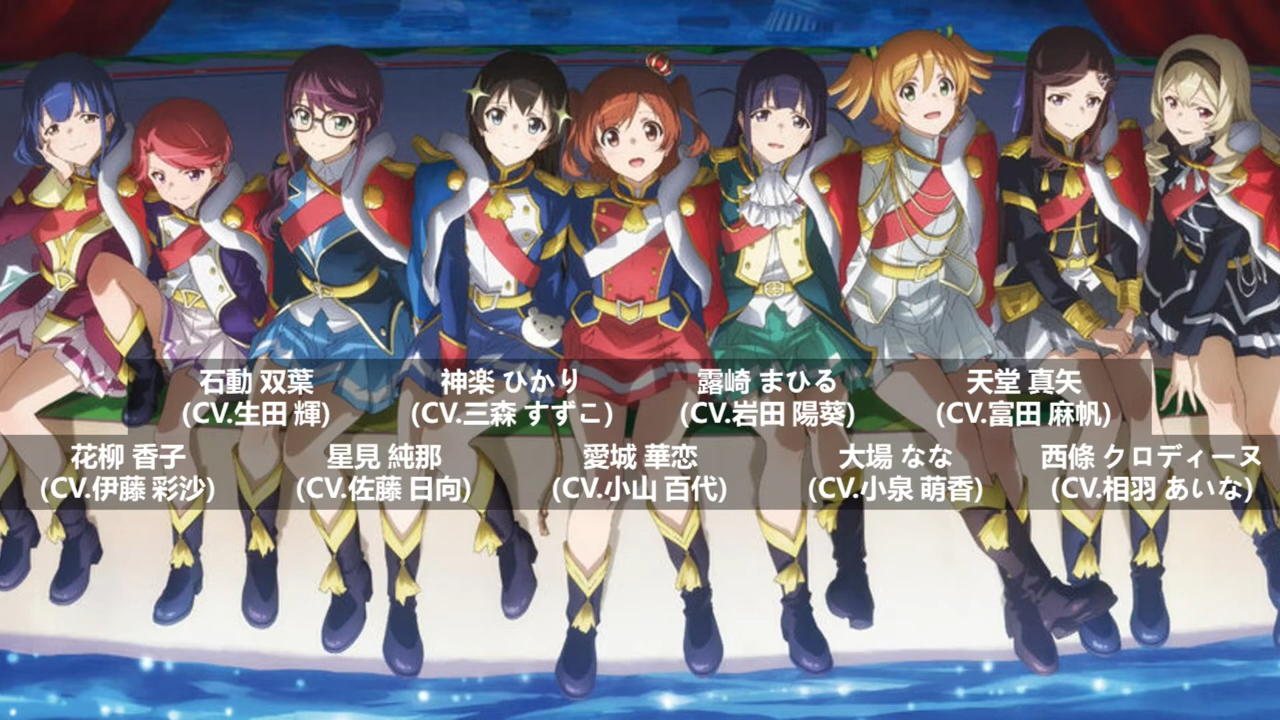 石動 双葉
(CV.生田 輝)
神楽 ひかり
(CV.三森 すずこ)
露崎 まひる
(CV.岩田 陽葵)
天堂 真矢
(CV.富田 麻帆)
花柳 香子
(CV.伊藤 彩沙)
星見 純那
(CV.佐藤 日向)
愛城 華恋
(CV.小山 百代)
大場 なな
(CV.小泉 萌香)
西條 クロディーヌ
(CV.相羽 あいな)